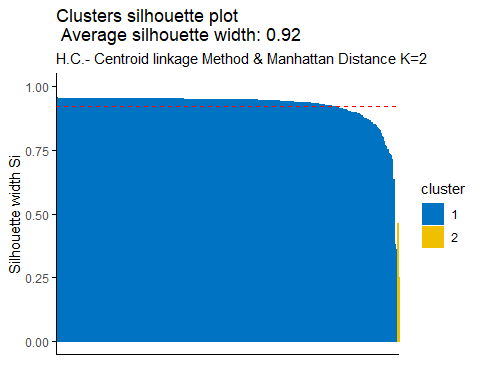 Clusters silhouette plot
Average silhouette width: 0.92
H.C.- Centroid linkage Method & Manhattan Distance K=2
1.00
0.75
0.50
0.25
0.00
Silhouette width Si
cluster
1
2